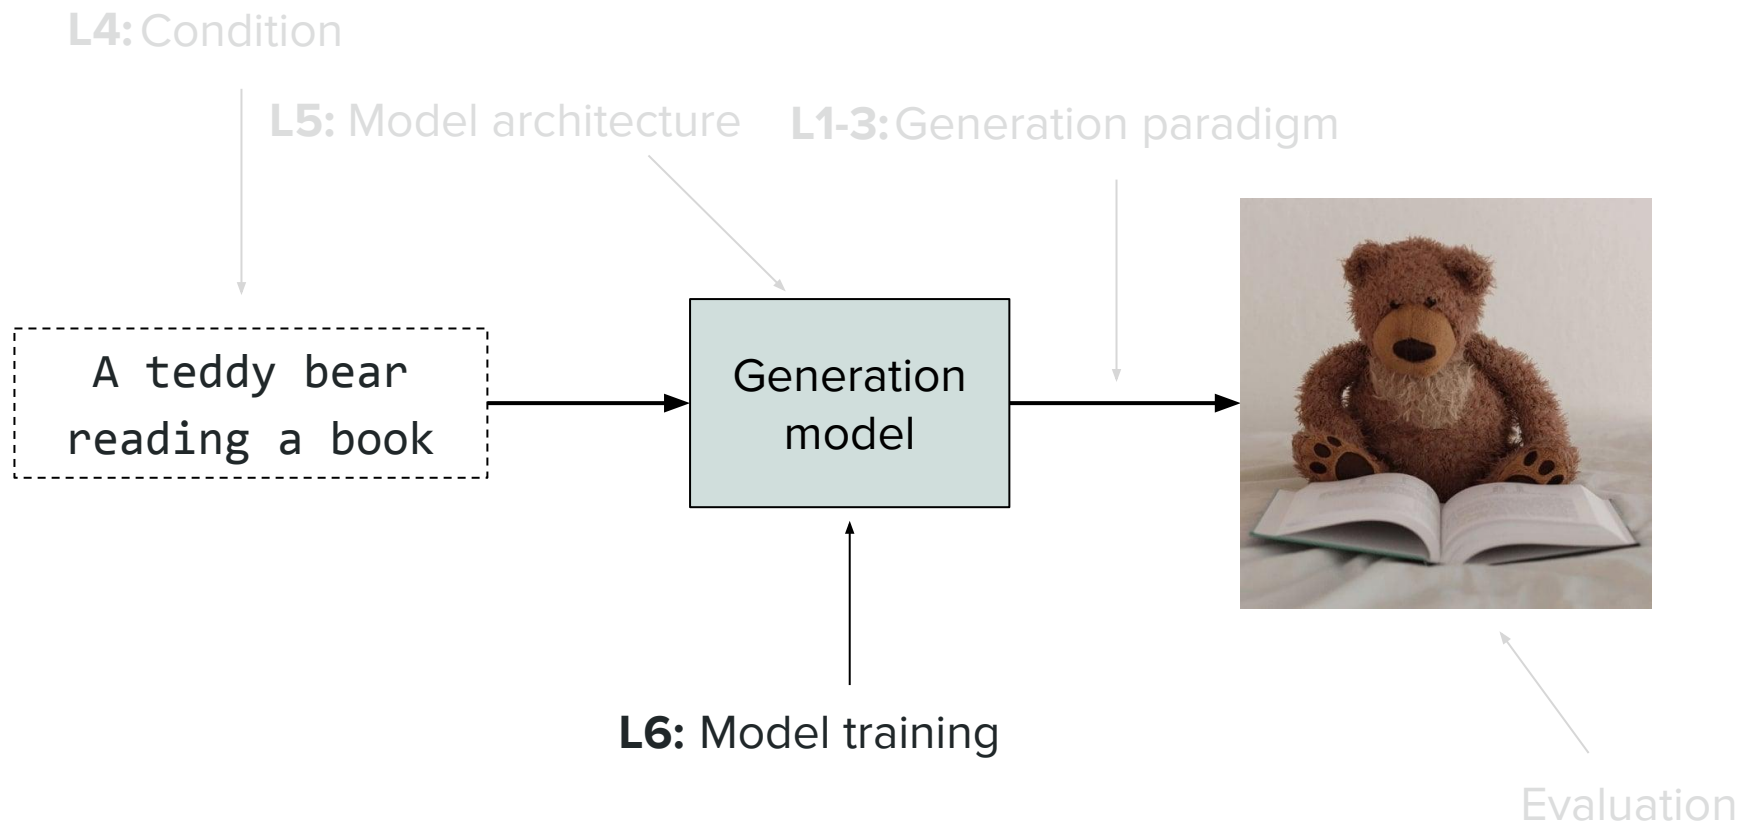 L4: Condition
L5: Model architecture
L1-3: Generation paradigm
A teddy bear
reading a book
Generation
model
L6: Model training
Evaluation